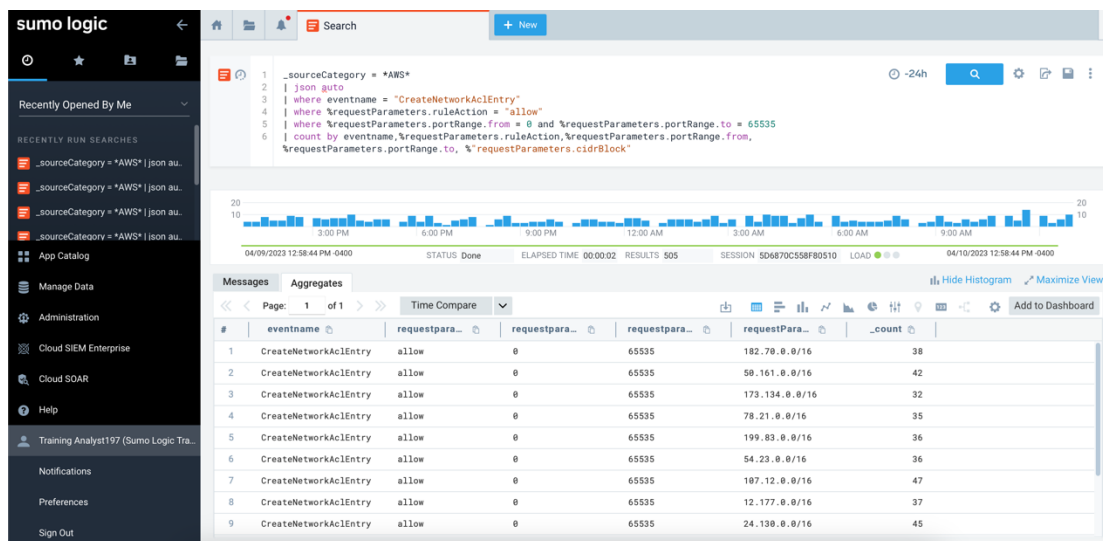 sumo logic
Search
+ New
Recently Opened By Me
RECENTLY RUN SEARCHES
_sourceCategory = *AWS* | json au..
_sourceCategory = *AWS* | json au..
_sourceCategory = *AWS* | json au..
_sourceCategory = *AWS* | json au..
App Catalog
Manage Data
Administration
Cloud SIEM Enterprise
Cloud SOAR
Help
Training Analyst197 (Sumo Logic Tra...
Notifications
Preferences
Sign Out
1 _sourceCategory = *AWS*
2 | json auto
3 | where eventname = "CreateNetworkAclEntry"
4 | where %requestParameters.ruleAction = "allow"
5 | where %requestParameters.portRange.from = 0 and %requestParameters.portRange.to = 65535
6 | count by eventname,%requestParameters.ruleAction,%requestParameters.portRange.from,
%requestParameters.portRange.to, %"requestParameters.cidrBlock"
-24h
20 20
10 10
3:00 PM 6:00 PM 9:00 PM 12:00 AM 3:00 AM 6:00 AM 9:00 AM
04/09/2023 12:58:44 PM -0400 STATUS Done ELAPSED TIME 00:00:02 RESULTS 505 SESSION 5D6870C558F80510 LOAD 04/10/2023 12:58:44 PM -0400
Messages Aggregates Hide Histogram Maximize View
Page: 1 of 1 Time Compare Add to Dashboard
# eventname requestpara... requestpara... requestpara... requestPara... _count
1 CreateNetworkAclEntry allow 0 65535 182.70.0.0/16 38
2 CreateNetworkAclEntry allow 0 65535 50.161.0.0/16 42
3 CreateNetworkAclEntry allow 0 65535 173.134.0.0/16 32
4 CreateNetworkAclEntry allow 0 65535 78.21.0.0/16 35
5 CreateNetworkAclEntry allow 0 65535 199.83.0.0/16 36
6 CreateNetworkAclEntry allow 0 65535 54.23.0.0/16 36
7 CreateNetworkAclEntry allow 0 65535 107.12.0.0/16 47
8 CreateNetworkAclEntry allow 0 65535 12.177.0.0/16 37
9 CreateNetworkAclEntry allow 0 65535 24.130.0.0/16 45